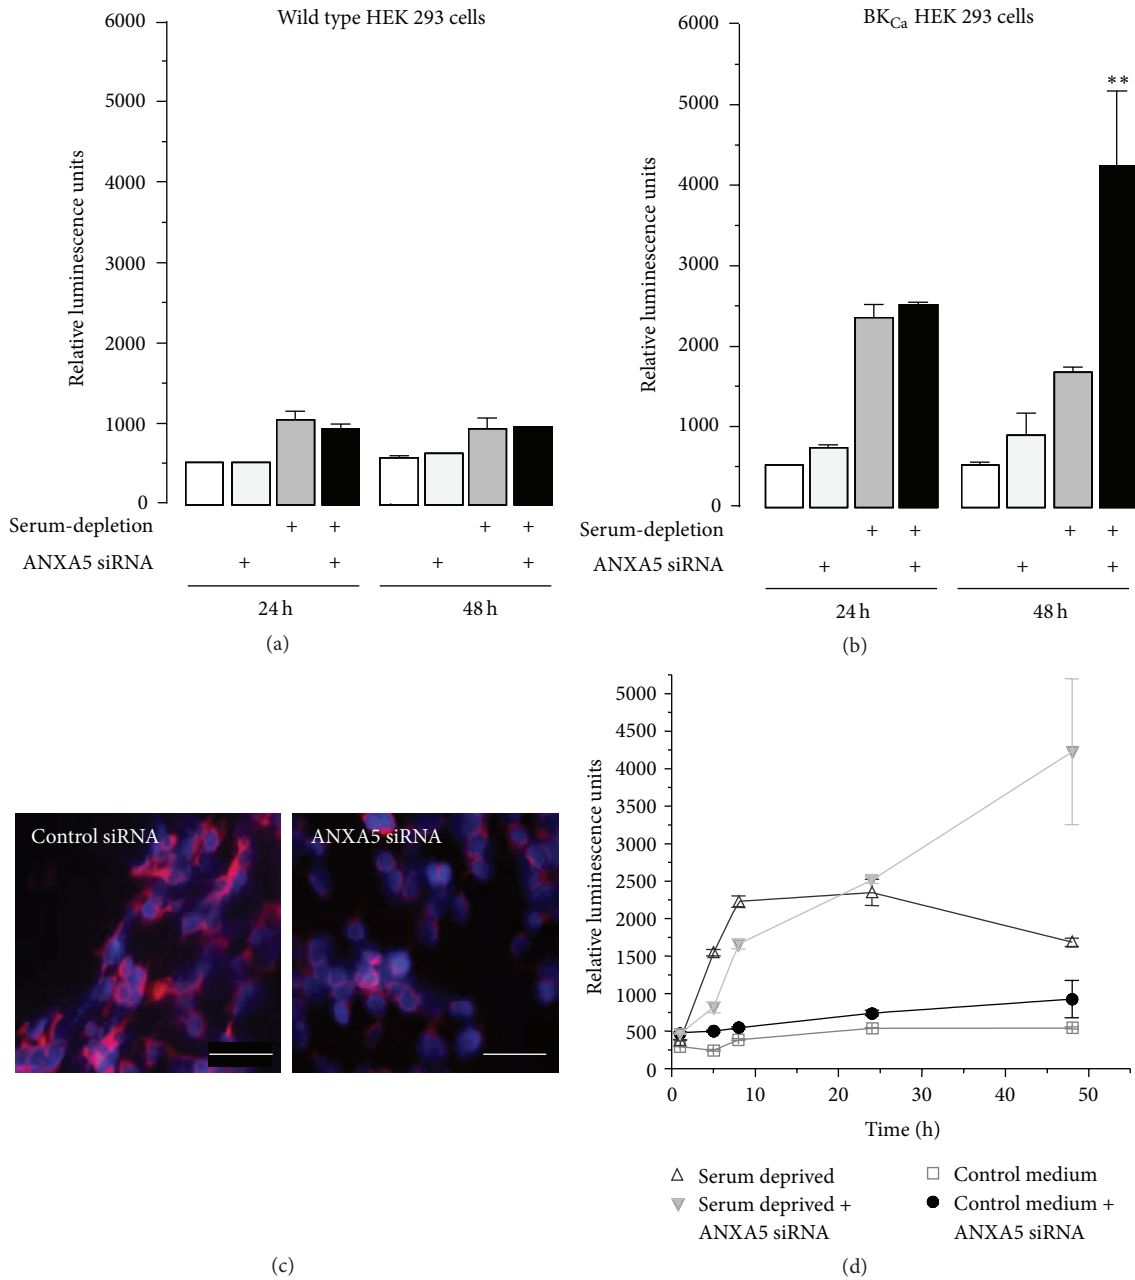 Wild type HEK 293 cells
6000
5000
4000
3000
2000
1000
0
Relative luminescence units
Serum-depletion + +
ANXA5 siRNA + +
+ +
+ +
24 h
48 h
(a)
BKCa HEK 293 cells
6000
5000
4000
3000
2000
1000
0
Relative luminescence units
**
Serum-depletion + +
ANXA5 siRNA + +
+ +
+ +
24 h
48 h
(b)
Control siRNA
ANXA5 siRNA
(c)
5000
4500
4000
3500
3000
2500
2000
1500
1000
500
0
Relative luminescence units
0 10 20 30 40 50
Time (h)
Serum deprived
Serum deprived +
ANXA5 siRNA
Control medium
Control medium +
ANXA5 siRNA
(d)